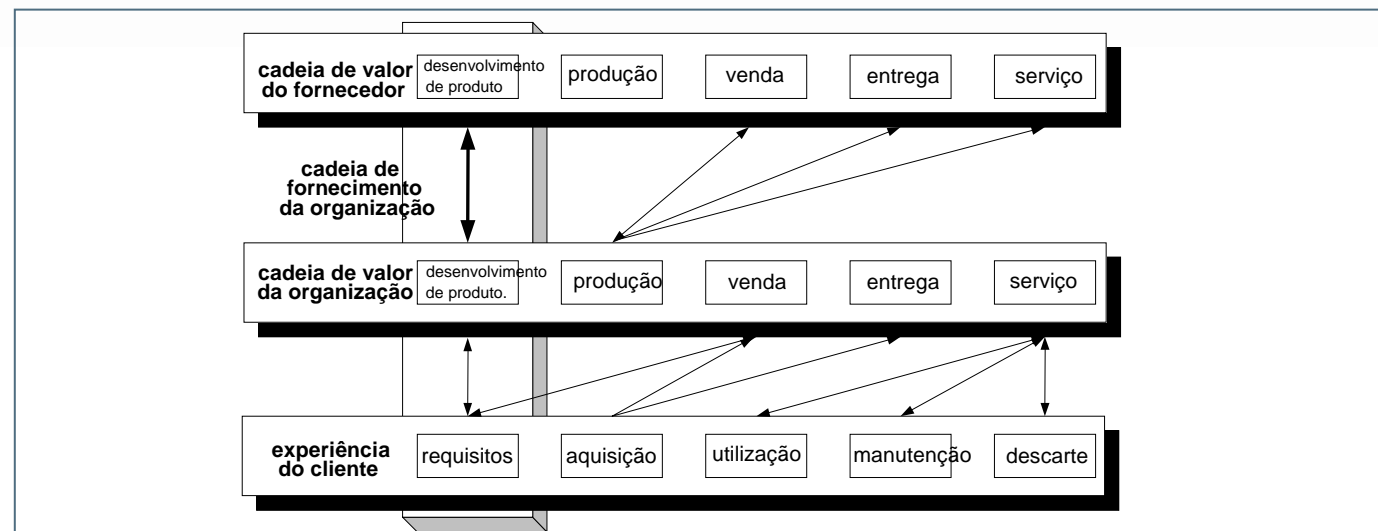 cadeia de valor
do fornecedor
desenvolvimento
de produto
produção
venda
entrega
serviço
cadeia de
fornecimento
da organização
cadeia de valor
da organização
desenvolvimento
de produto.
produção
venda
entrega
serviço
experiência
do cliente
requisitos
aquisição
utilização
manutenção
descarte